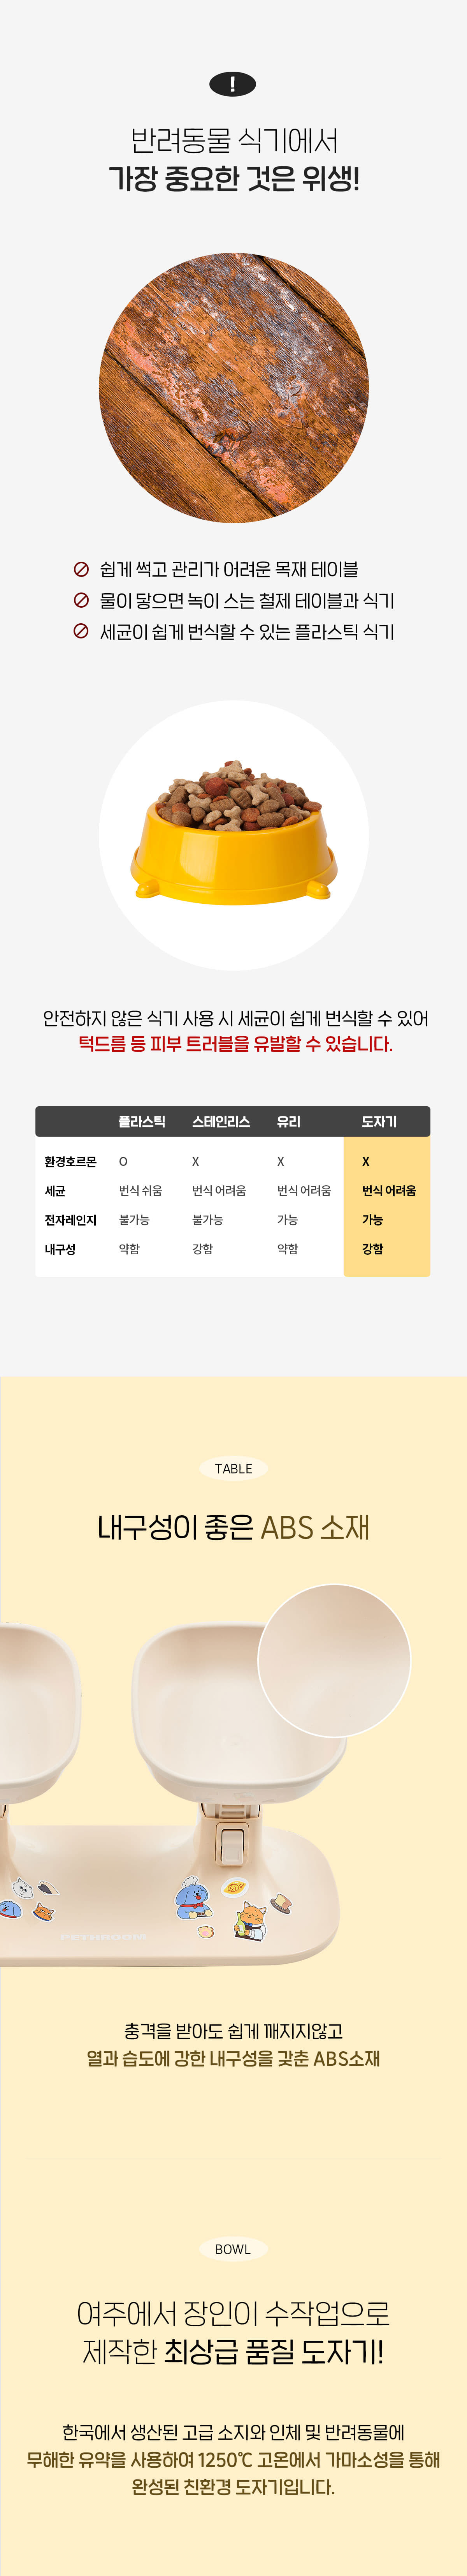 !
반려동물 식기에서
가장 중요한 것은 위생!
쉽게 썩고 관리가 어려운 목재 테이블
물이 닿으면 녹이 스는 철제 테이블과 식기
세균이 쉽게 번식할 수 있는 플라스틱 식기
안전하지 않은 식기 사용 시 세균이 쉽게 번식할 수 있어
턱드름 등 피부 트러블을 유발할 수 있습니다.
플라스틱 스테인리스 유리 도자기
환경호르몬 O X X X
세균 번식 쉬움 번식 어려움 번식 어려움 번식 어려움
전자레인지 불가능 불가능 가능 가능
내구성 약함 강함 약함 강함
TABLE
내구성이 좋은 ABS 소재
충격을 받아도 쉽게 깨지지않고
열과 습도에 강한 내구성을 갖춘 ABS소재
BOWL
여주에서 장인이 수작업으로
제작한 최상급 품질 도자기!
한국에서 생산된 고급 소지와 인체 및 반려동물에
무해한 유약을 사용하여 1250℃ 고온에서 가마소성을 통해
완성된 친환경 도자기입니다.